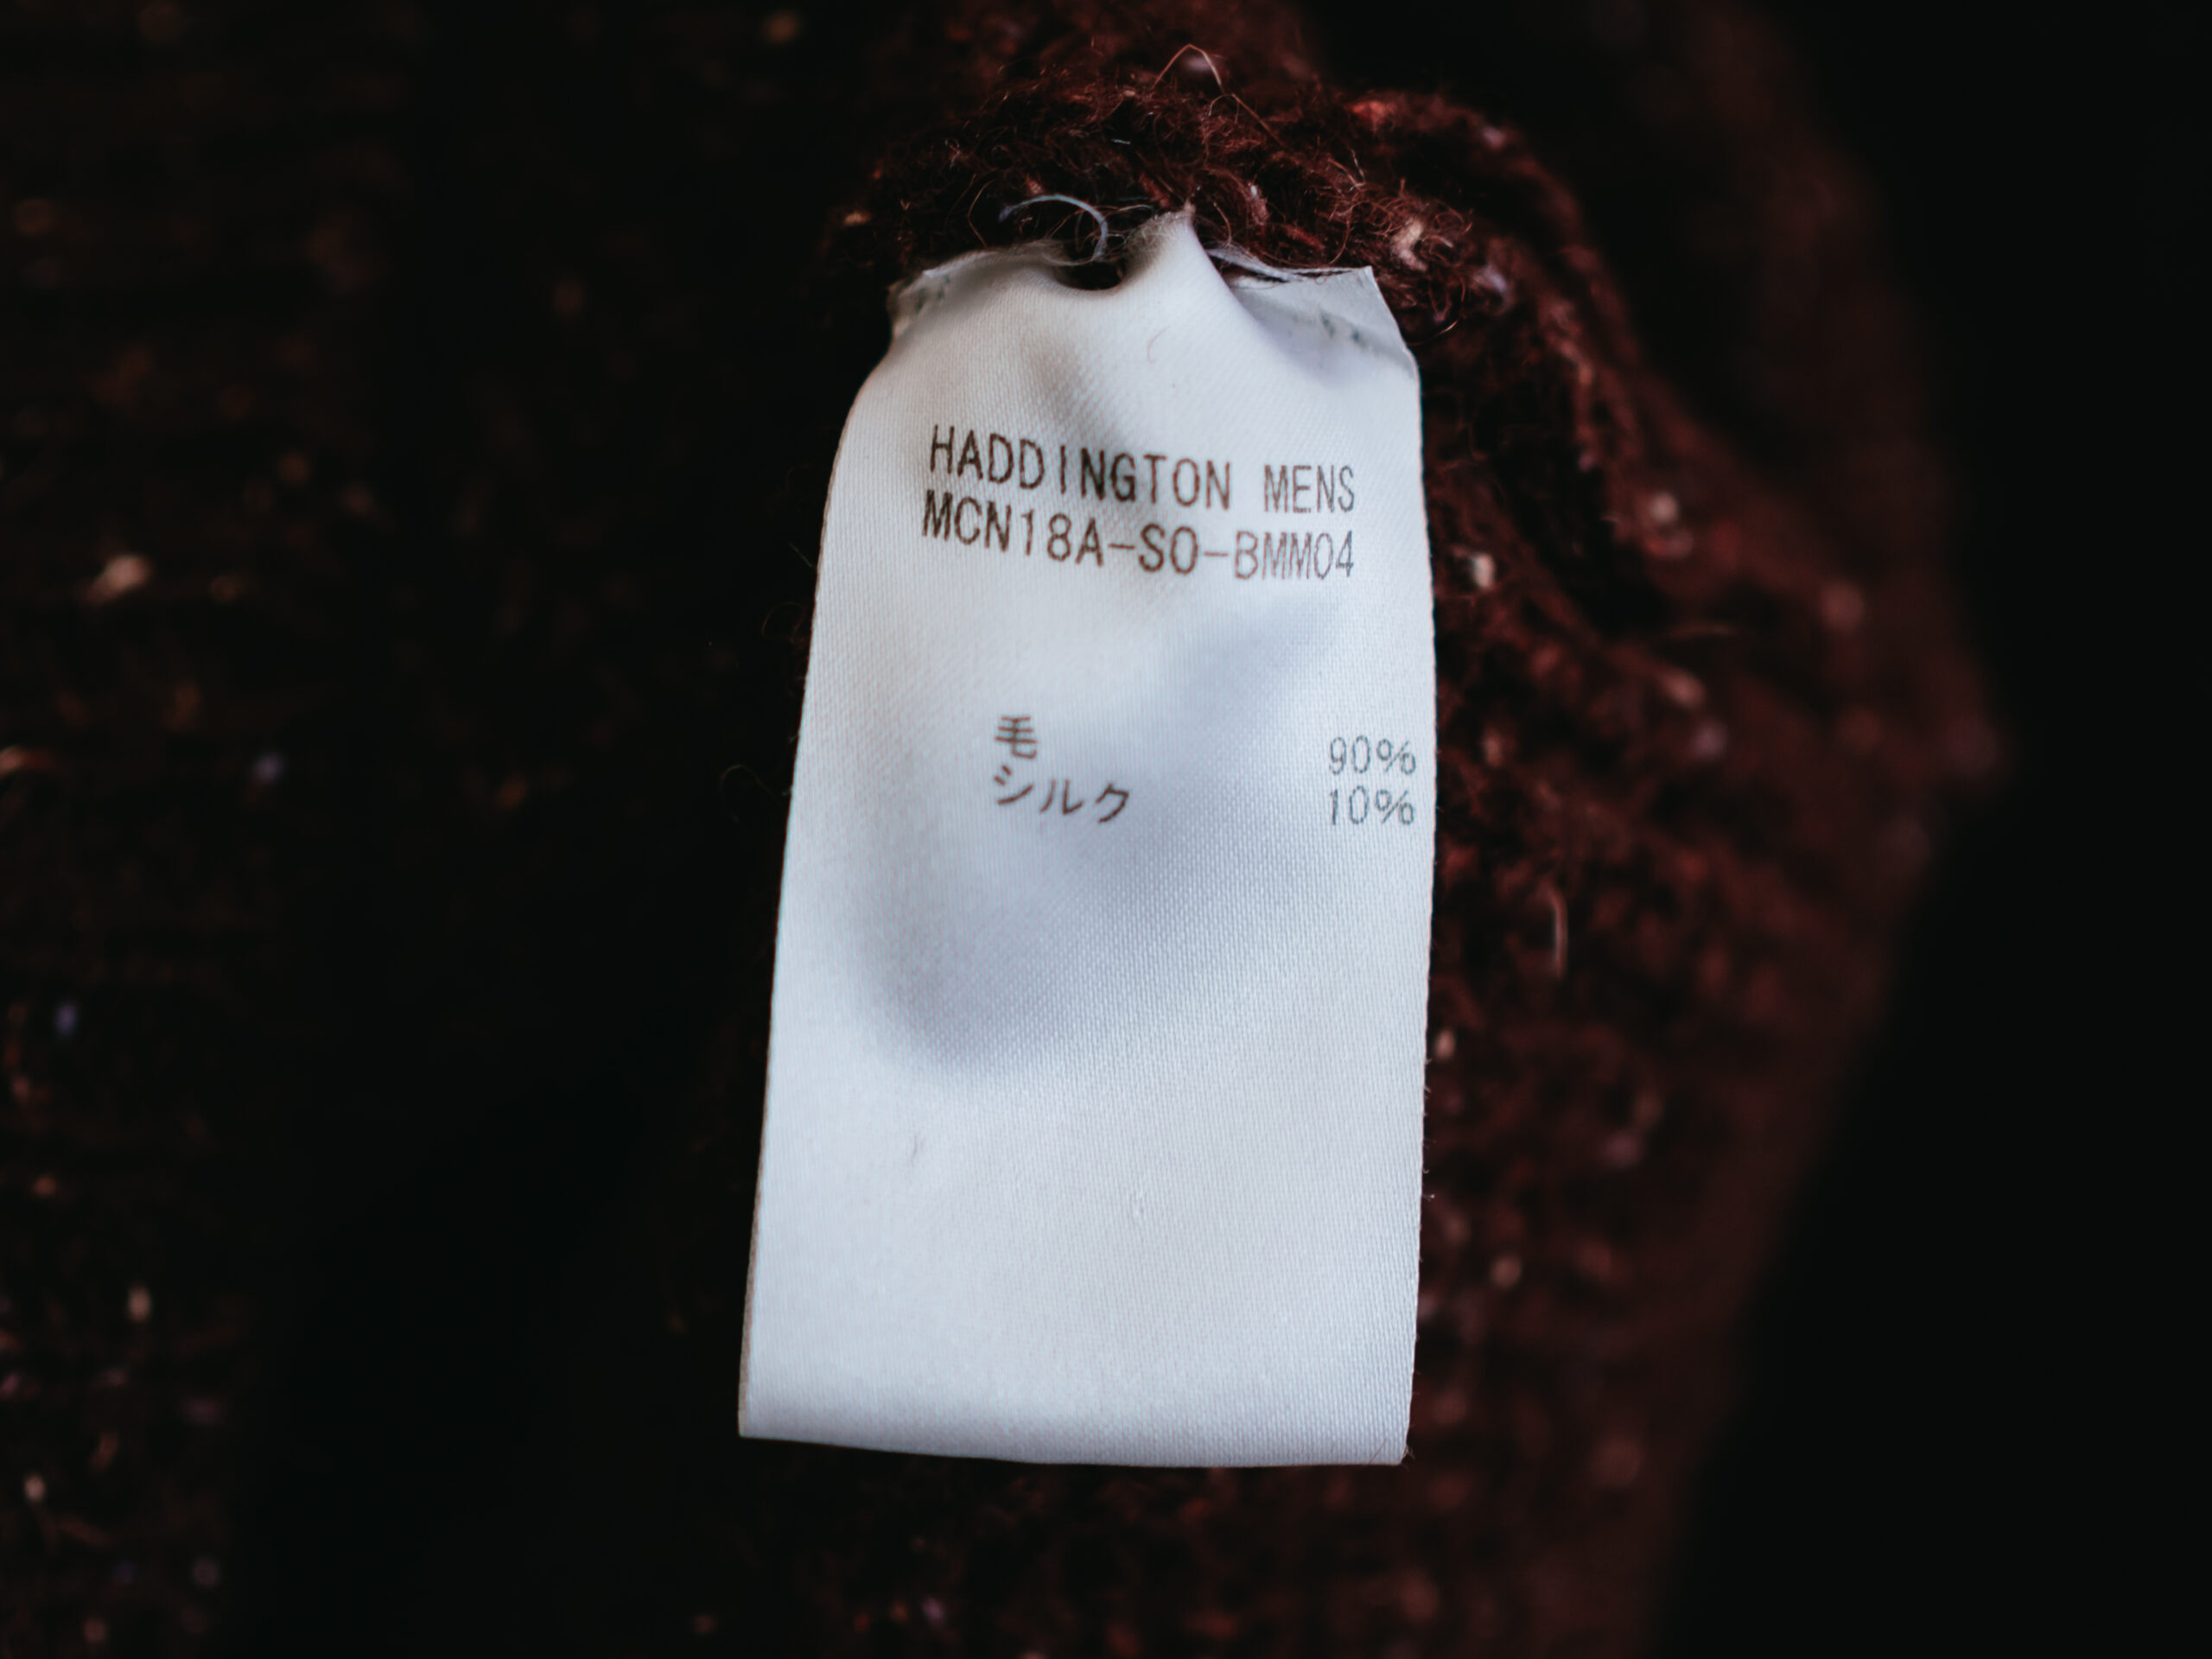 HADDINGTON MENS
MCN18A-SO-BMM04
毛 90%
シルク 10%